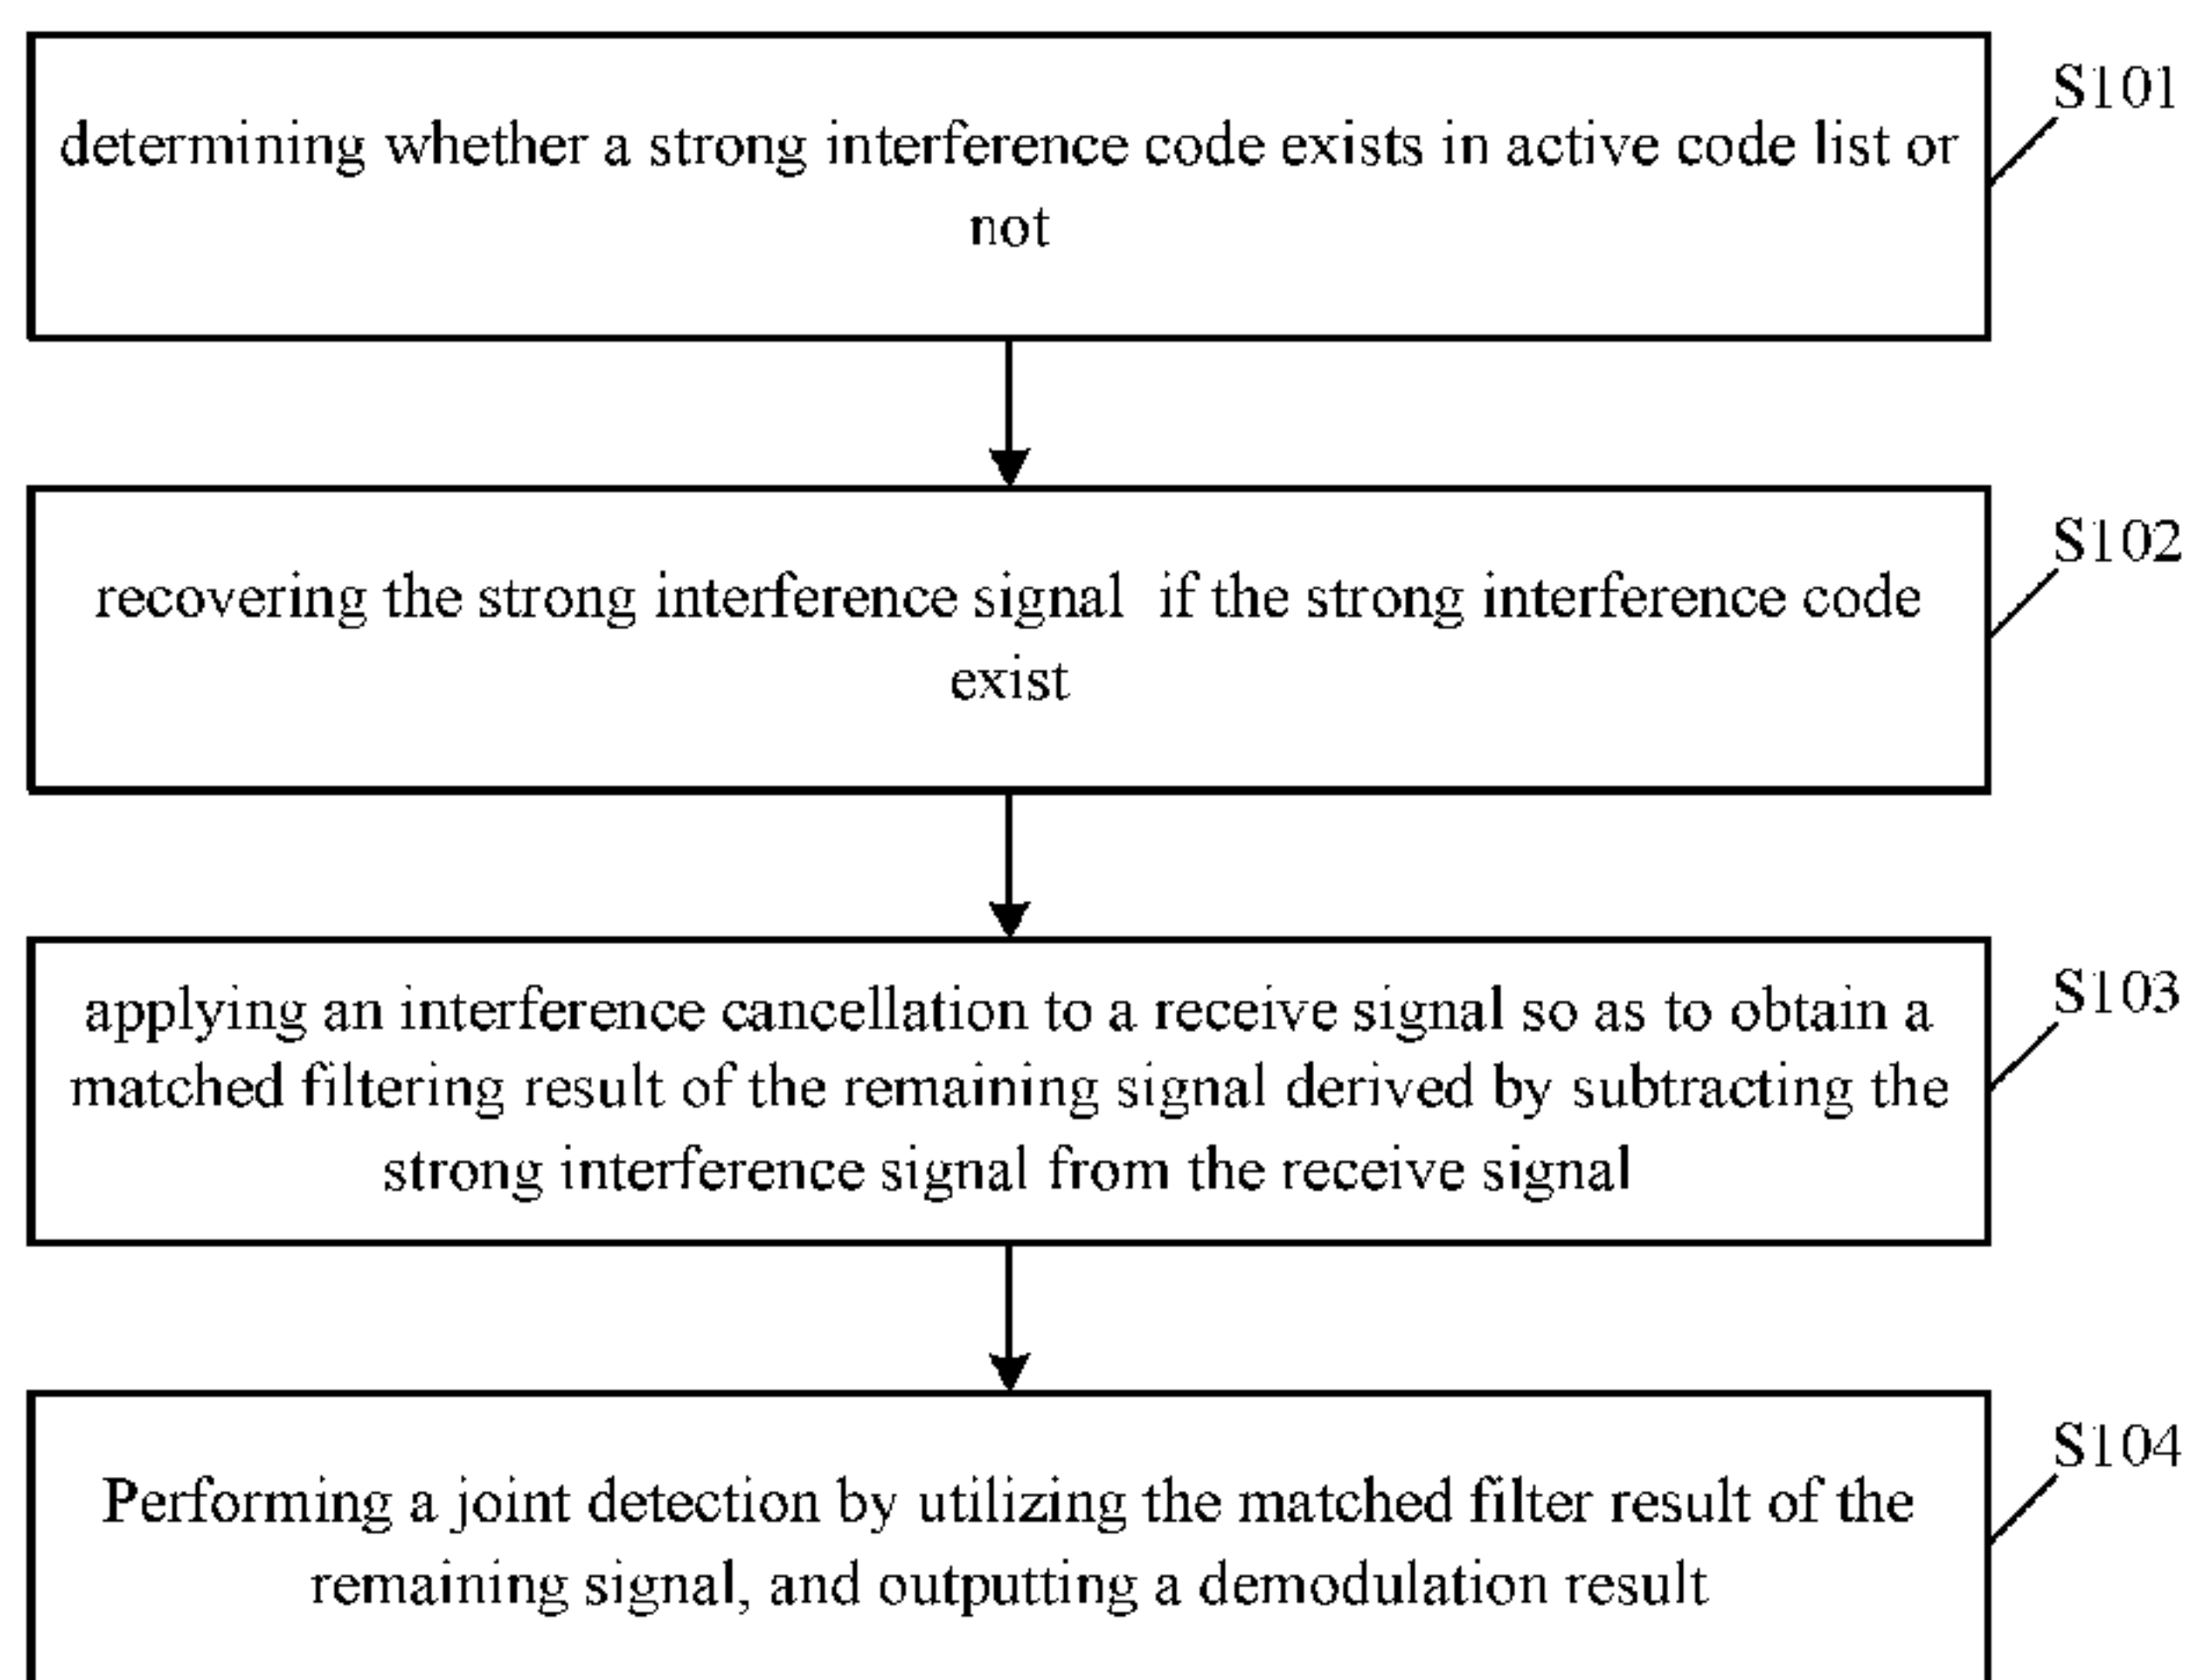 S101
determining whether a strong interference code exists in active code list or
not
S102
recovering the strong interference signal  if the strong interference code
exist
S103
applying an interference cancellation to a receive signal so as to obtain a
matched filtering result of the remaining signal derived by subtracting the
strong interference signal from the receive signal
S104
Performing a joint detection by utilizing the matched filter result of the
remaining signal, and outputting a demodulation result